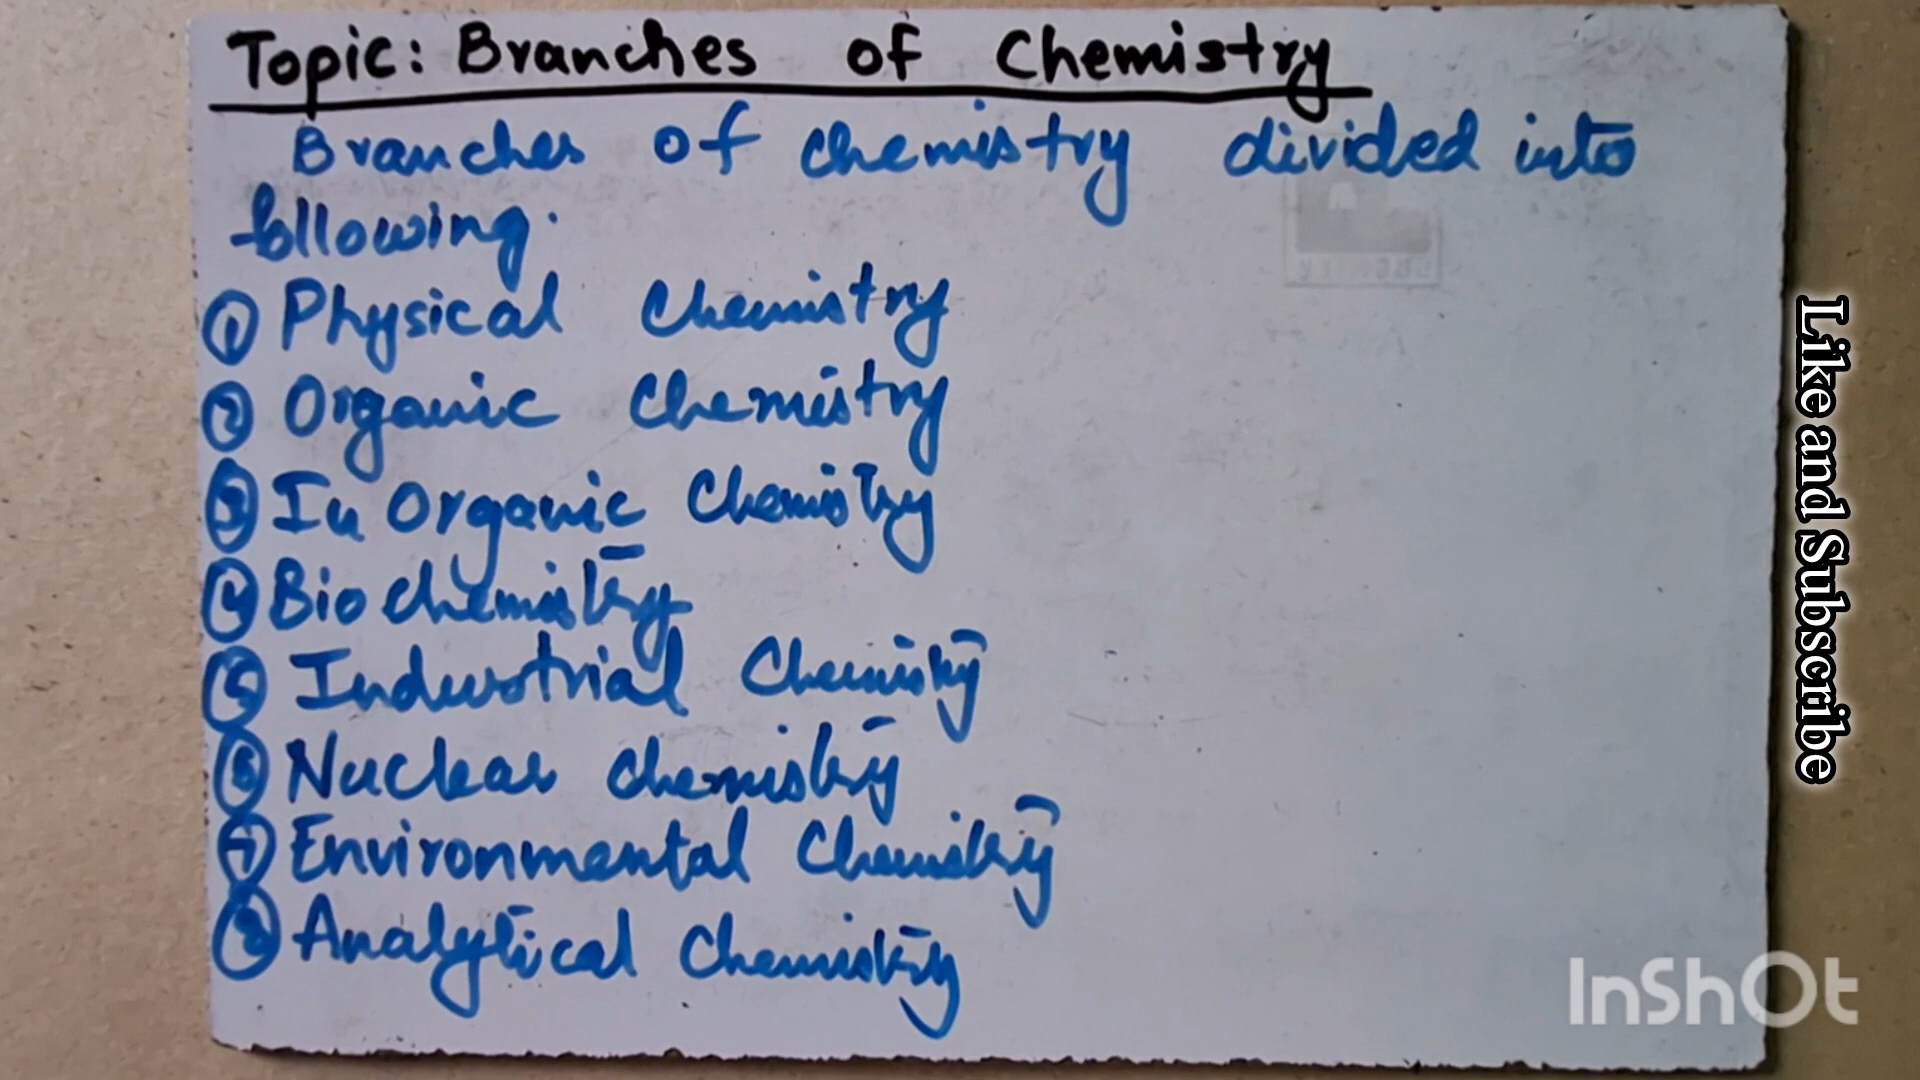 Topic: Branches of Chemistry
Branches of chemistry divided into
following.
① Physical Chemistry
② Organic Chemistry
③ In Organic Chemistry
④ Bio chemistry
⑤ Industrial Chemistry
⑥ Nuclear chemistry
⑦ Environmental Chemistry
⑧ Analytical Chemistry
Like and Subscribe
InShOt